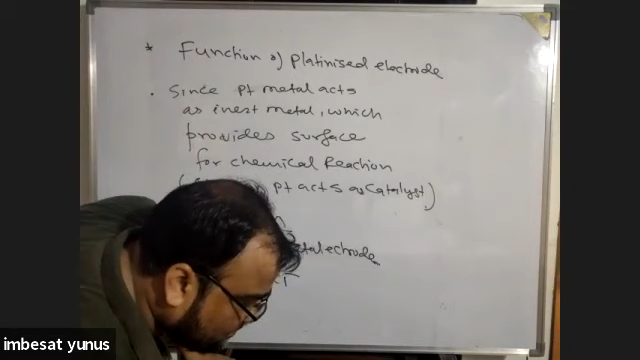 * Function of Platinised electrode
. Since pt metal acts
as inert metal, which
provides surface
for chemical Reaction
( pt acts as Catalyst)
electrode
imbesat yunus